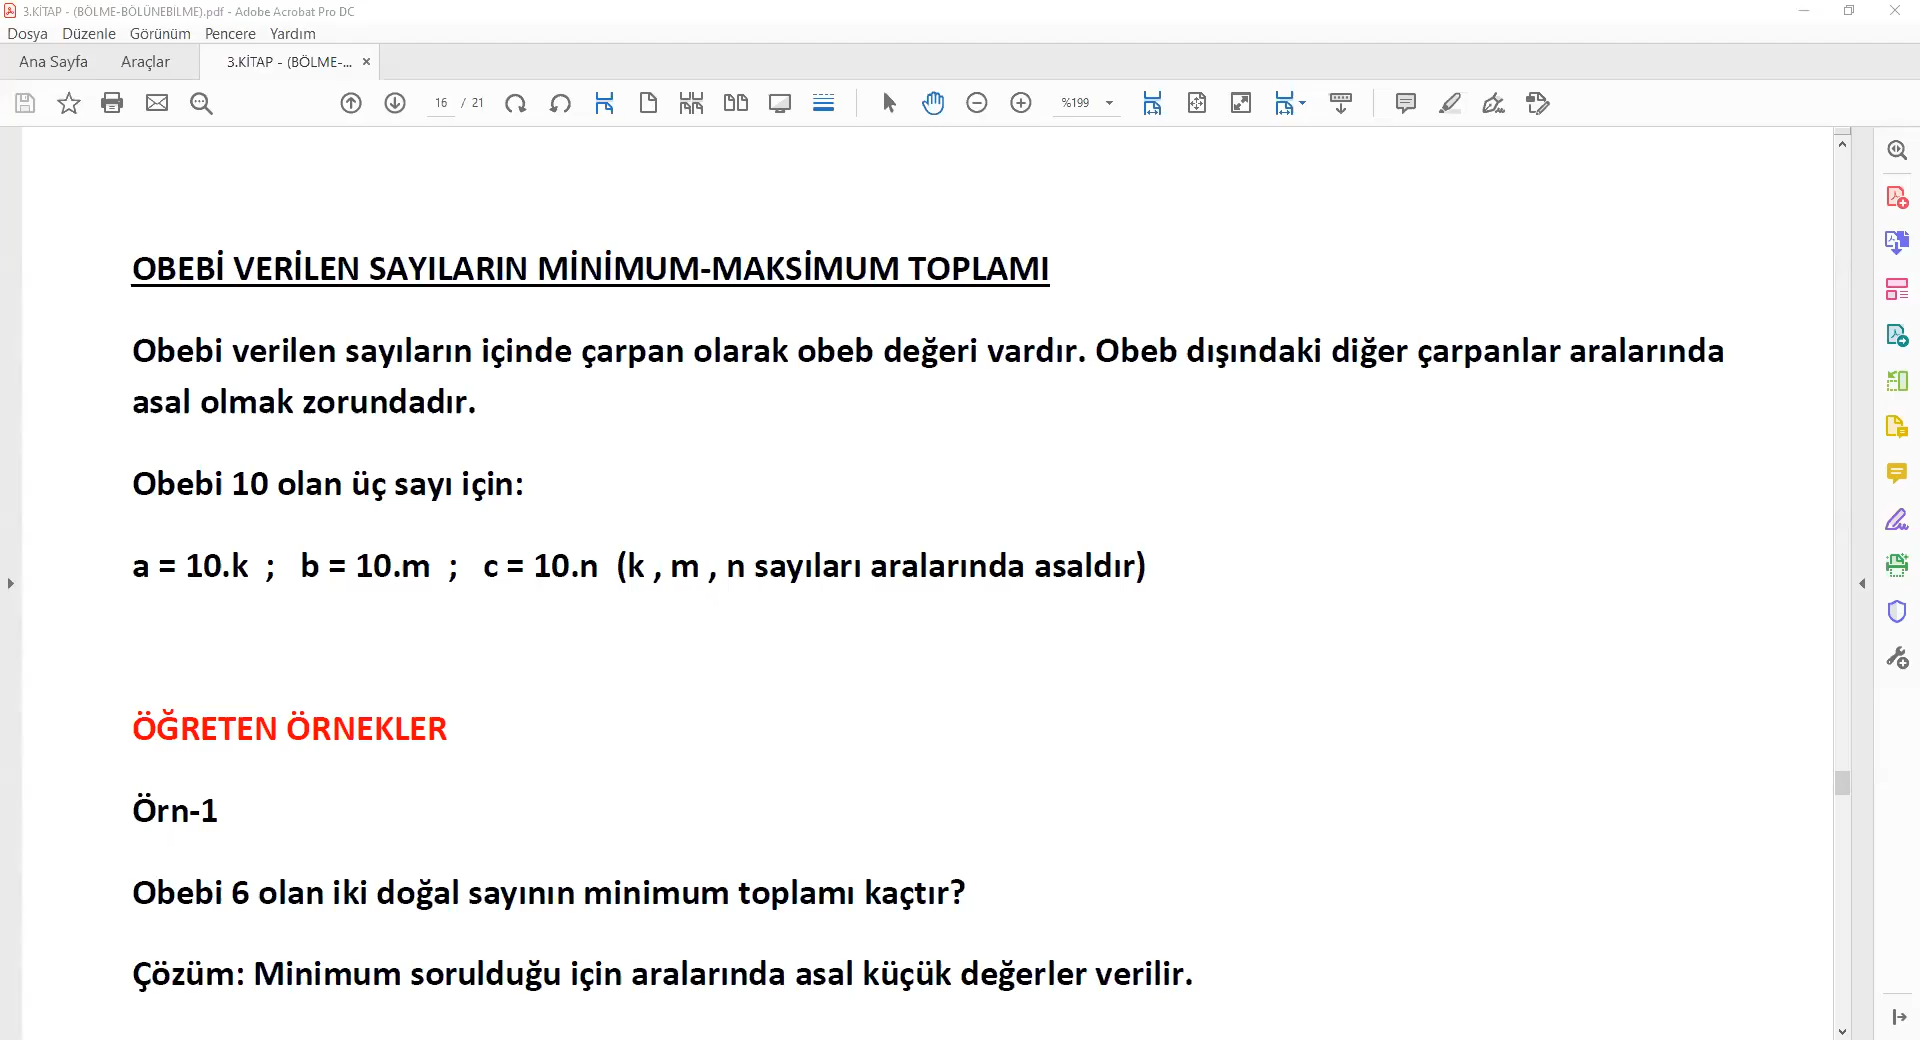 3.KİTAP - (BÖLME-BÖLÜNEBİLME).pdf - Adobe Acrobat Pro DC
Dosya Düzenle Görünüm Pencere Yardım
Ana Sayfa Araçlar 3.KİTAP - (BÖLME-... ×
16 / 21 %199
OBEBİ VERİLEN SAYILARIN MİNİMUM-MAKSİMUM TOPLAMI
Obebi verilen sayıların içinde çarpan olarak obeb değeri vardır. Obeb dışındaki diğer çarpanlar aralarında
asal olmak zorundadır.
Obebi 10 olan üç sayı için:
a = 10.k ; b = 10.m ; c = 10.n (k , m , n sayıları aralarında asaldır)
ÖĞRETEN ÖRNEKLER
Örn-1
Obebi 6 olan iki doğal sayının minimum toplamı kaçtır?
Çözüm: Minimum sorulduğu için aralarında asal küçük değerler verilir.